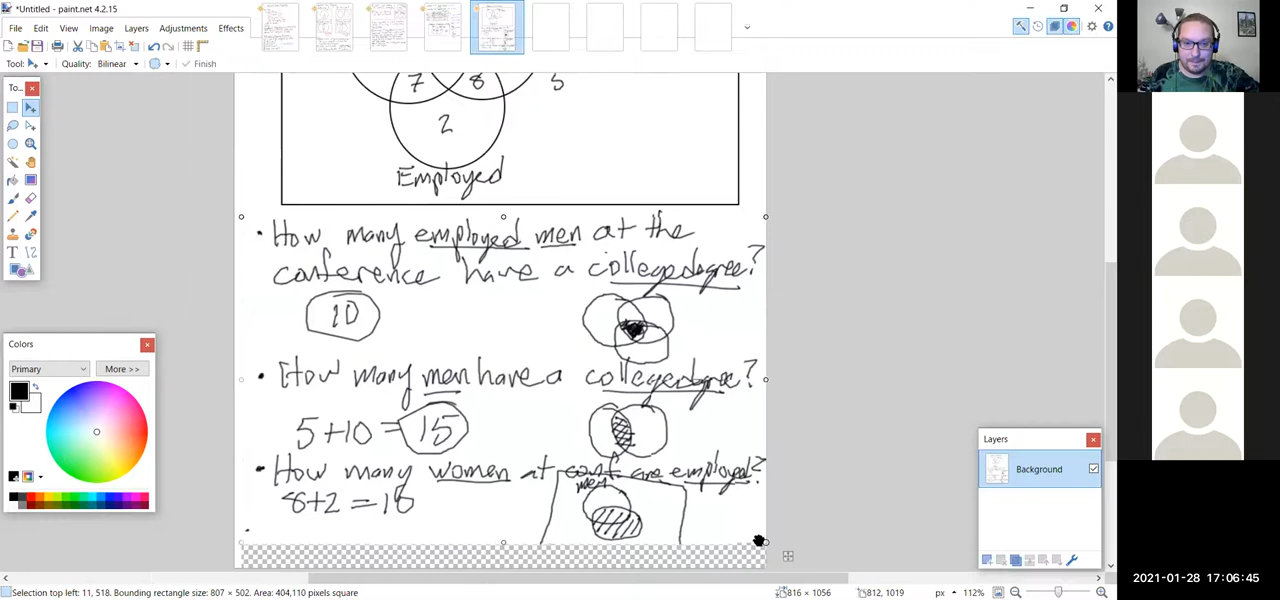 *Untitled - paint.net 4.2.15
File Edit View Image Layers Adjustments Effects
Tool: Quality: Bilinear Finish
To...
7 8 5
2
Employed
• How many employed men at the
conference have a college degree?
10
• How many men have a college degree?
5+10 = 15
• How many women at conf are employed?
men
8+2 = 10
Colors
Primary More >>
Layers
Background
2021-01-28 17:06:45
Selection top left: 11, 518. Bounding rectangle size: 807 × 502. Area: 404,110 pixels square 816 × 1056 812, 1019 px 112%